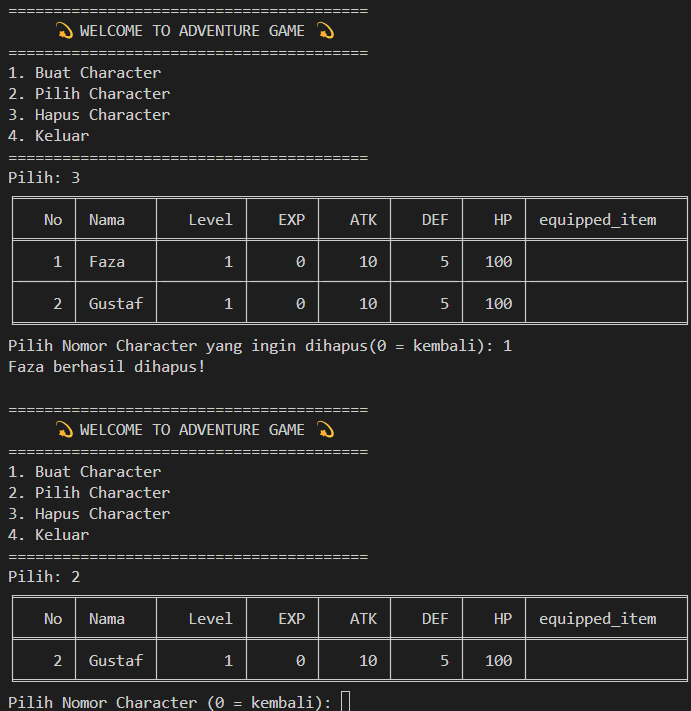 ========================================
💫 WELCOME TO ADVENTURE GAME 💫
========================================
1. Buat Character
2. Pilih Character
3. Hapus Character
4. Keluar
========================================
Pilih: 3
No Nama Level EXP ATK DEF HP equipped_item
1 Faza 1 0 10 5 100
2 Gustaf 1 0 10 5 100
Pilih Nomor Character yang ingin dihapus(0 = kembali): 1
Faza berhasil dihapus!
========================================
💫 WELCOME TO ADVENTURE GAME 💫
========================================
1. Buat Character
2. Pilih Character
3. Hapus Character
4. Keluar
========================================
Pilih: 2
No Nama Level EXP ATK DEF HP equipped_item
2 Gustaf 1 0 10 5 100
Pilih Nomor Character (0 = kembali):